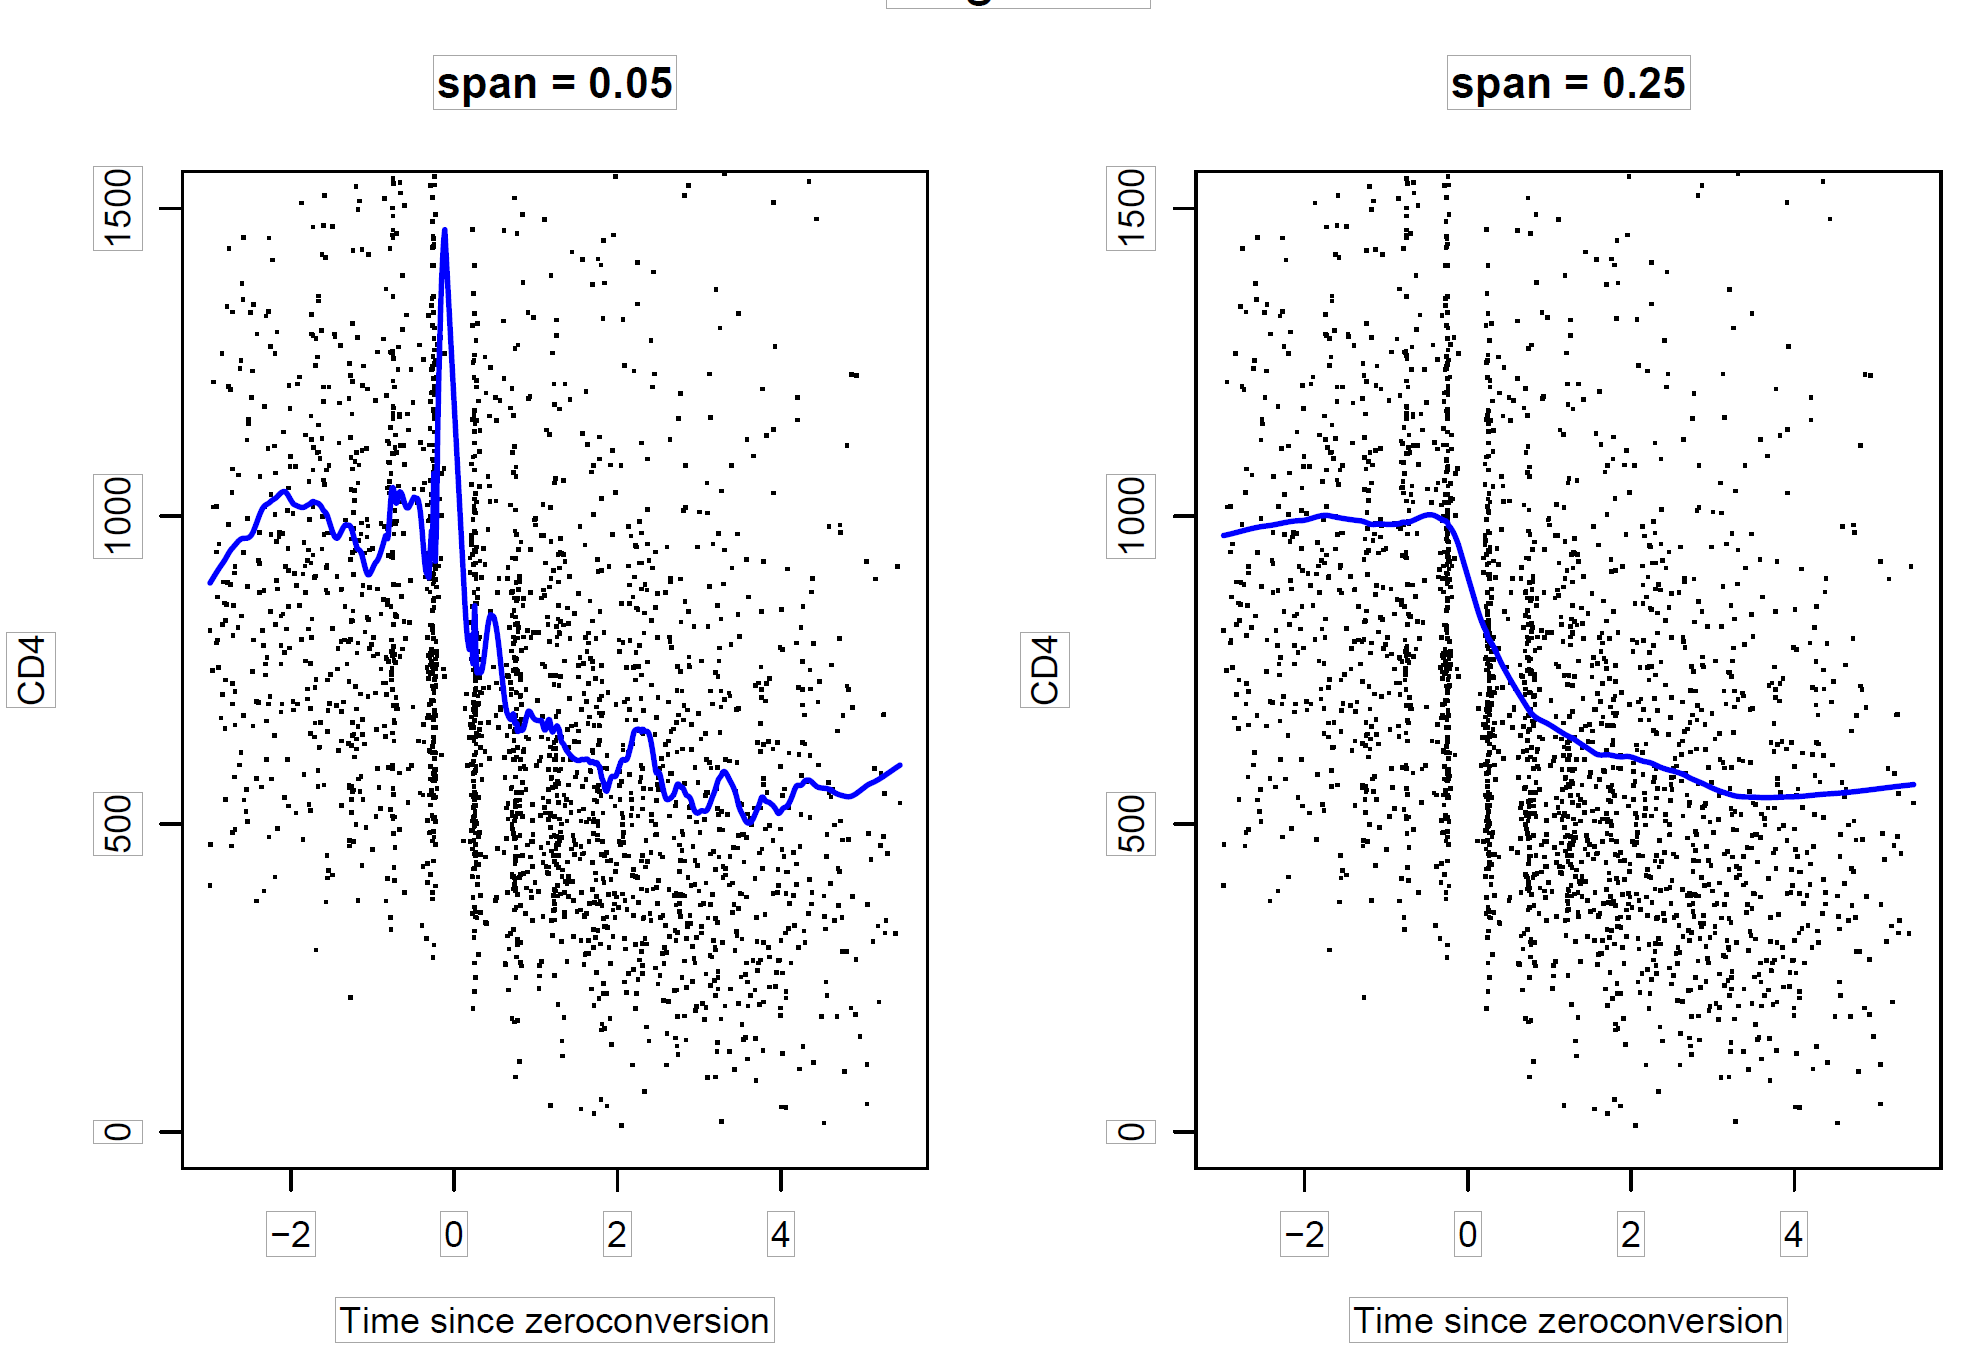 span = 0.05
span = 0.25
1500
1000
500
0
CD4
−2 0 2 4
Time since zeroconversion
1500
1000
500
0
CD4
−2 0 2 4
Time since zeroconversion